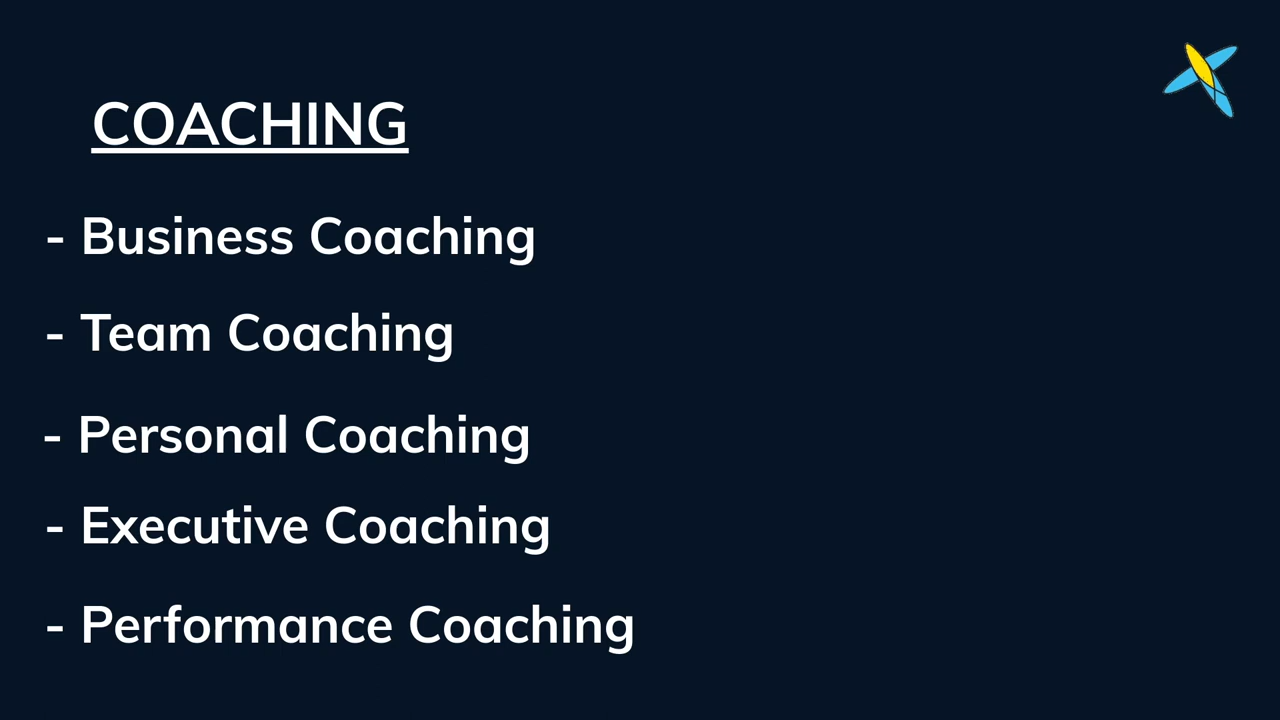 COACHING
- Business Coaching
- Team Coaching
- Personal Coaching
- Executive Coaching
- Performance Coaching